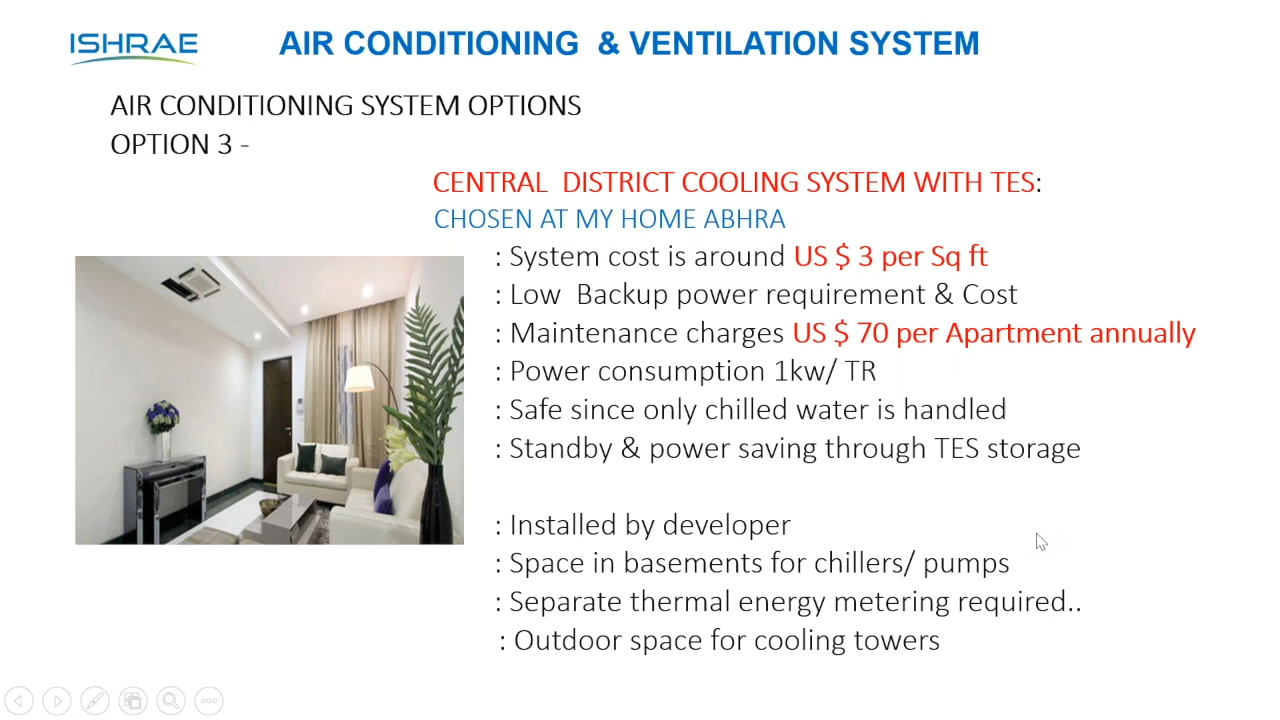 ISHRAE
AIR CONDITIONING & VENTILATION SYSTEM
AIR CONDITIONING SYSTEM OPTIONS
OPTION 3 -
CENTRAL DISTRICT COOLING SYSTEM WITH TES:
CHOSEN AT MY HOME ABHRA
: System cost is around US $ 3 per Sq ft
: Low Backup power requirement & Cost
: Maintenance charges US $ 70 per Apartment annually
: Power consumption 1kw/ TR
: Safe since only chilled water is handled
: Standby & power saving through TES storage
: Installed by developer
: Space in basements for chillers/ pumps
: Separate thermal energy metering required..
: Outdoor space for cooling towers